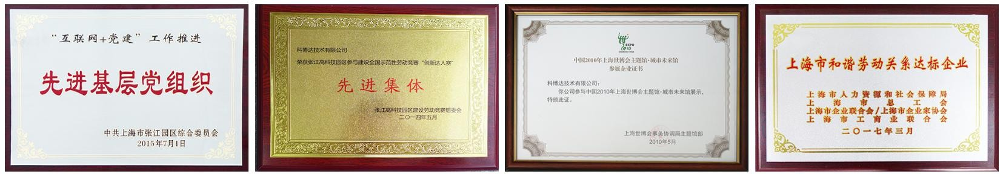 “互联网+党建”工作推进
先进基层党组织
中共上海市张江园区综合委员会
2015年7月1日
科博达技术有限公司
荣获张江高科技园区参与建设全国示范性劳动竞赛“创新达人赛”
先进集体
张江高科技园区建设劳动竞赛组委会
二〇一四年五月
EXPO
2010
SHANGHAI CHINA
中国2010年上海世博会主题馆·城市未来馆
参展企业证书
科博达技术有限公司：
你公司参与中国2010年上海世博会主题馆·城市未来馆展示，
特颁此证。
上海世博会事务协调局主题馆部
2010年5月
上海市和谐劳动关系达标企业
上海市人力资源和社会保障局
上海市总工会
上海市企业联合会/上海市企业家协会
上海市工商业联合会
二〇一七年三月